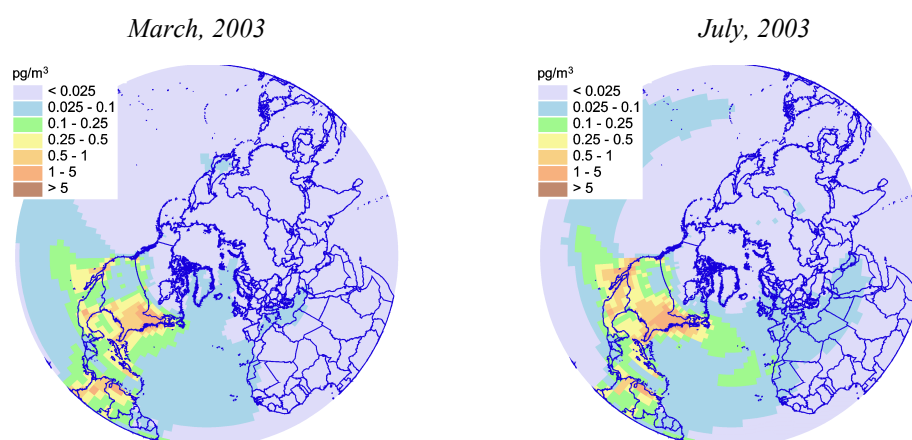 March, 2003
July, 2003
pg/m³
< 0.025
0.025 - 0.1
0.1 - 0.25
0.25 - 0.5
0.5 - 1
1 - 5
> 5
pg/m³
< 0.025
0.025 - 0.1
0.1 - 0.25
0.25 - 0.5
0.5 - 1
1 - 5
> 5